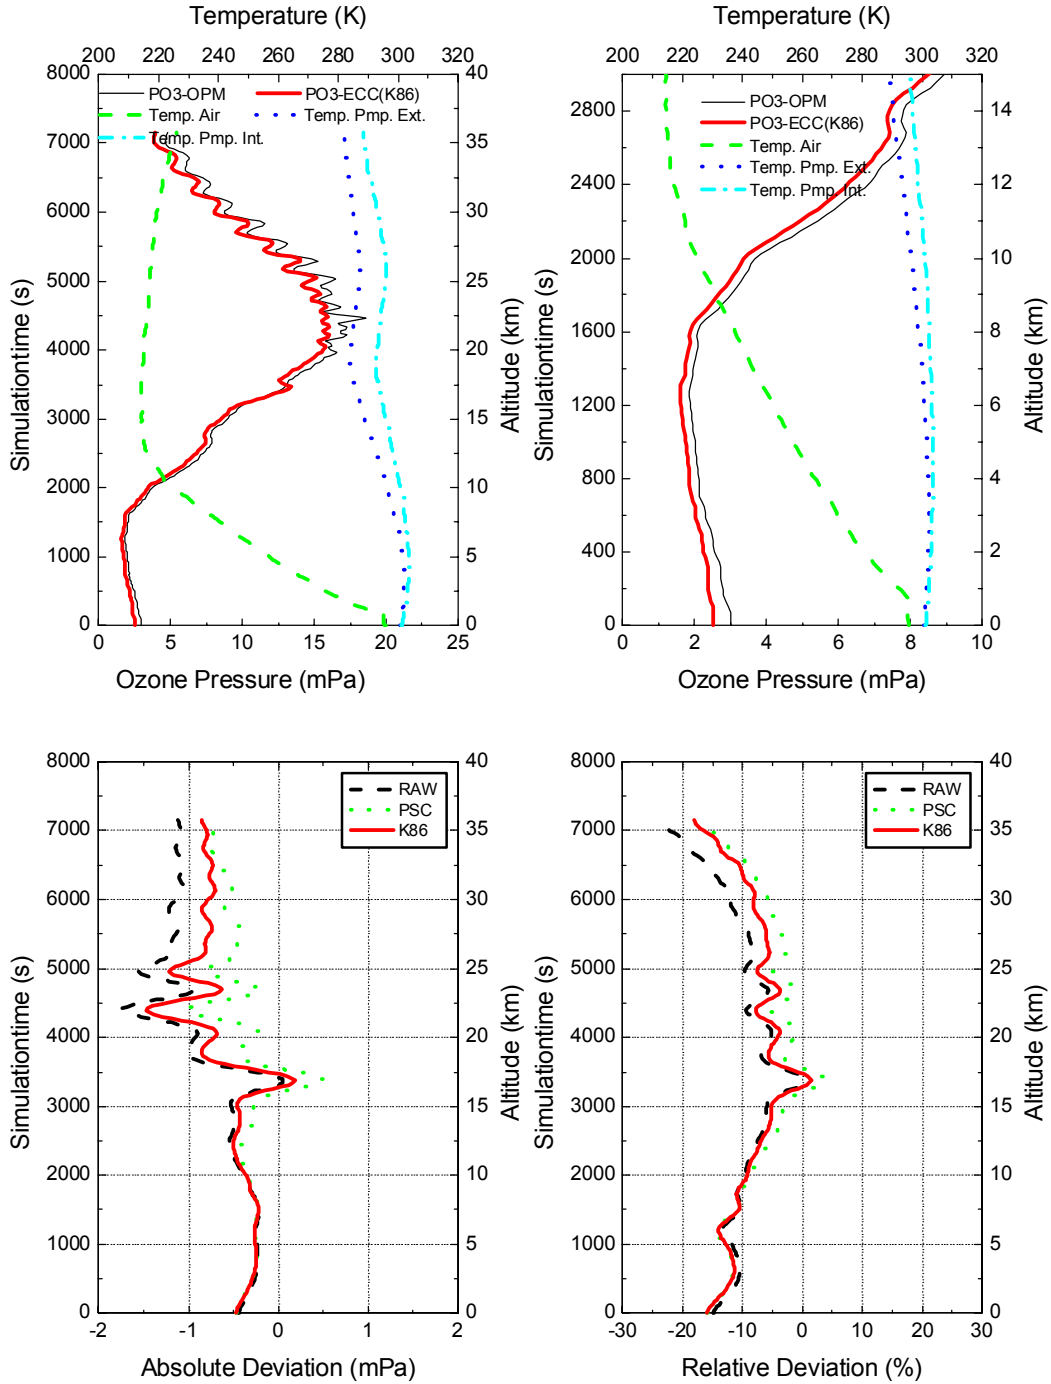 Temperature (K)
200 220 240 260 280 300 320
8000
7000
6000
5000
4000
3000
2000
1000
0
Simulationtime (s)
PO3-OPM PO3-ECC(K86)
Temp. Air Temp. Pmp. Ext.
Temp. Pmp. Int.
40
35
30
25
20
15
10
5
0
Altitude (km)
0 5 10 15 20 25
Ozone Pressure (mPa)
Temperature (K)
200 220 240 260 280 300 320
2800
2400
2000
1600
1200
800
400
0
Simulationtime (s)
PO3-OPM
PO3-ECC(K86)
Temp. Air
Temp. Pmp. Ext.
Temp. Pmp. Int.
14
12
10
8
6
4
2
0
Altitude (km)
0 2 4 6 8 10
Ozone Pressure (mPa)
8000
7000
6000
5000
4000
3000
2000
1000
0
Simulationtime (s)
RAW
PSC
K86
40
35
30
25
20
15
10
5
0
Altitude (km)
-2 -1 0 1 2
Absolute Deviation (mPa)
8000
7000
6000
5000
4000
3000
2000
1000
0
Simulationtime (s)
RAW
PSC
K86
40
35
30
25
20
15
10
5
0
Altitude (km)
-30 -20 -10 0 10 20 30
Relative Deviation (%)